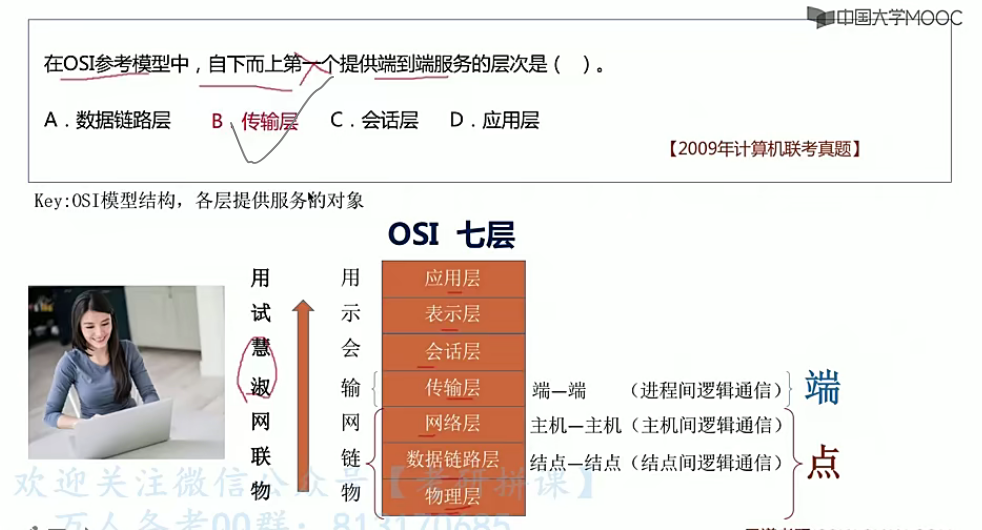 中国大学MOOC
在OSI参考模型中，自下而上第一个提供端到端服务的层次是（ ）。
A．数据链路层 B．传输层 C．会话层 D．应用层
【2009年计算机联考真题】
Key:OSI模型结构，各层提供服务的对象
OSI 七层
用 用 应用层
试 示 表示层
慧 会 会话层
淑 输 传输层 端—端 （进程间逻辑通信） 端
网 网 网络层 主机—主机（主机间逻辑通信）
联 链 数据链路层 结点—结点（结点间逻辑通信） 点
物 物 物理层
欢迎关注微信公众号【考研拼课】
万人备考QQ群：813170685